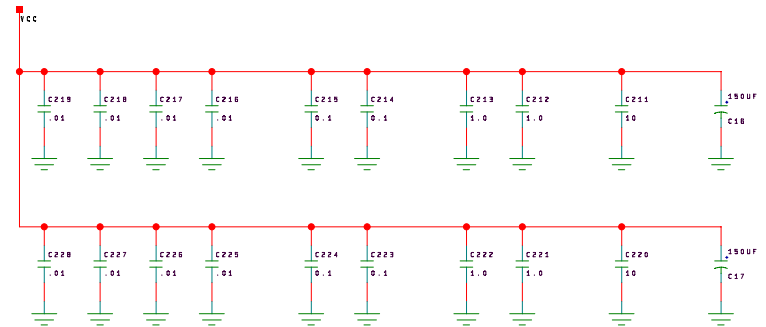 VCC
C219 C218 C217 C216 C215 C214 C213 C212 C211 150UF
.01 .01 .01 .01 0.1 0.1 1.0 1.0 10 C16
C228 C227 C226 C225 C224 C223 C222 C221 C220 150UF
.01 .01 .01 .01 0.1 0.1 1.0 1.0 10 C17